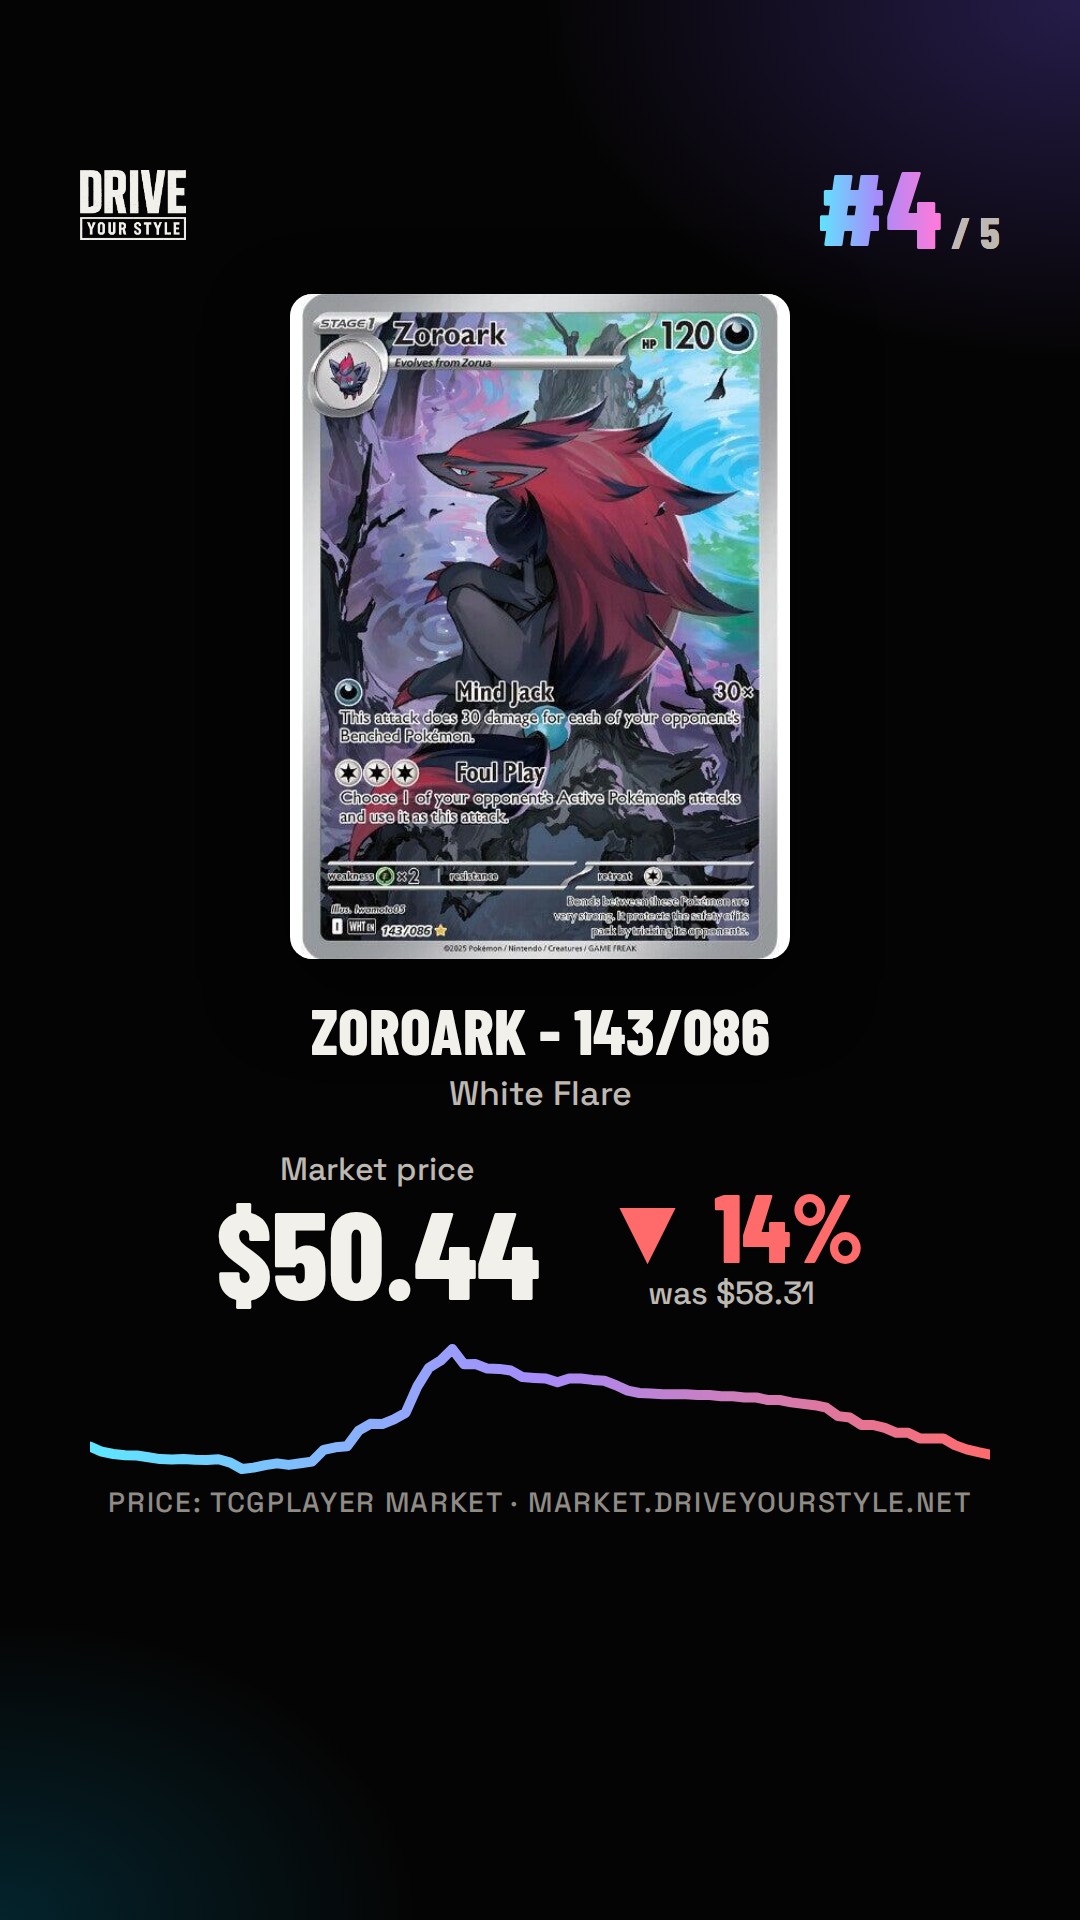 DRIVE
YOUR STYLE
#4 / 5
STAGE1
Zoroark
HP 120
Evolves from Zorua
Mind Jack 30×
This attack does 30 damage for each of your opponent's
Benched Pokémon.
Foul Play
Choose 1 of your opponent's Active Pokémon's attacks
and use it as this attack.
weakness ×2 resistance retreat
Illus. Iwamoto05
Bonds between these Pokémon are
very strong. It protects the safety of its
pack by tricking its opponents.
I WHT EN 143/086
©2025 Pokémon / Nintendo / Creatures / GAME FREAK
ZOROARK - 143/086
White Flare
Market price
$50.44
▼ 14%
was $58.31
PRICE: TCGPLAYER MARKET · MARKET.DRIVEYOURSTYLE.NET